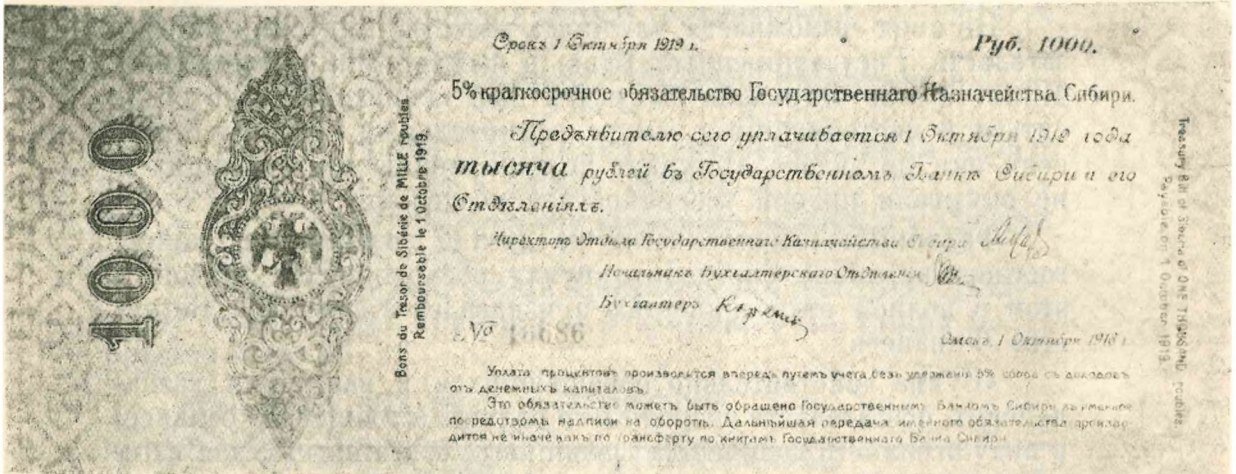 1000
Bons du Tresor de Sibérie de MILLE roubles
Remboursable le 1 Octobre 1919.
Срокъ 1 Октября 1919 г.
Руб. 1000.
5% краткосрочное обязательство Государственнаго Казначейства Сибири.
Предъявителю сего уплачивается 1 Октября 1919 года
тысяча рублей въ Государственномъ Банкѣ Сибири и его
Отдѣленіяхъ.
Директоръ Отдѣла Государственнаго Казначейства Сибири
Начальникъ Бухгалтерскаго Отдѣленія
Бухгалтеръ
№ 16686
Омскъ, 1 Октября 1918 г.
Уплата процентовъ производится впередъ путемъ учета, безъ удержанія 5% сбора съ доходовъ
отъ денежныхъ капиталовъ.
Это обязательство можетъ быть обращено Государственнымъ Банкомъ Сибири въ именное
посредствомъ надписи на оборотѣ. Дальнѣйшая передача именного обязательства производ-
дится не иначе какъ по трансферту по книгамъ Государственнаго Банка Сибири
Treasury Bill of Siberia of ONE THOUSAND roubles.
Payable on 1 October 1919.